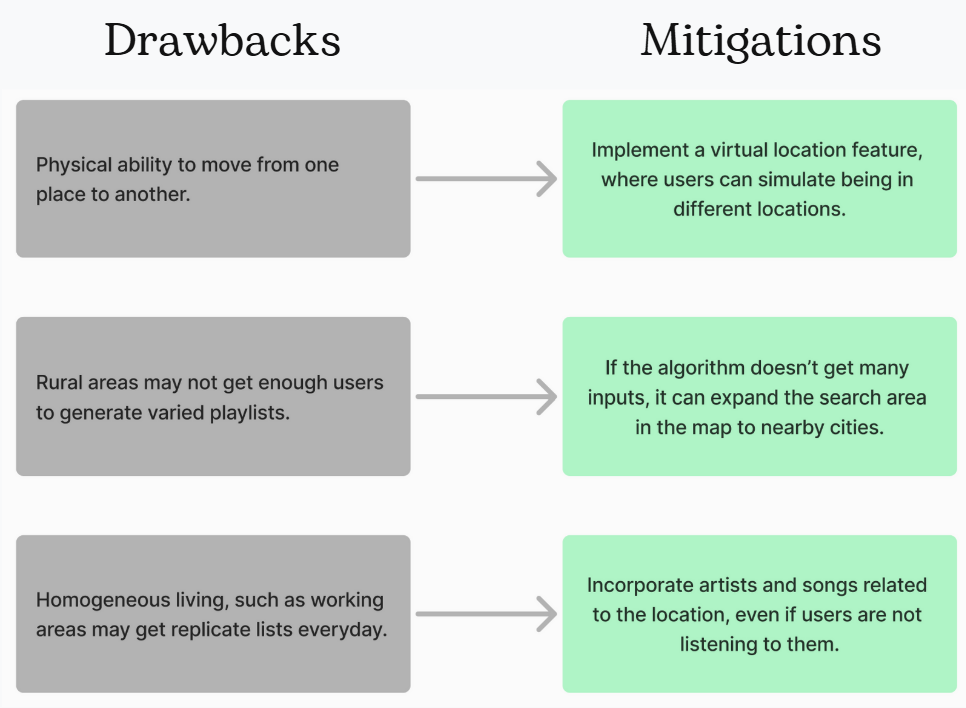 Drawbacks
Mitigations
Physical ability to move from one
place to another.
Implement a virtual location feature,
where users can simulate being in
different locations.
Rural areas may not get enough users
to generate varied playlists.
If the algorithm doesn’t get many
inputs, it can expand the search area
in the map to nearby cities.
Homogeneous living, such as working
areas may get replicate lists everyday.
Incorporate artists and songs related
to the location, even if users are not
listening to them.